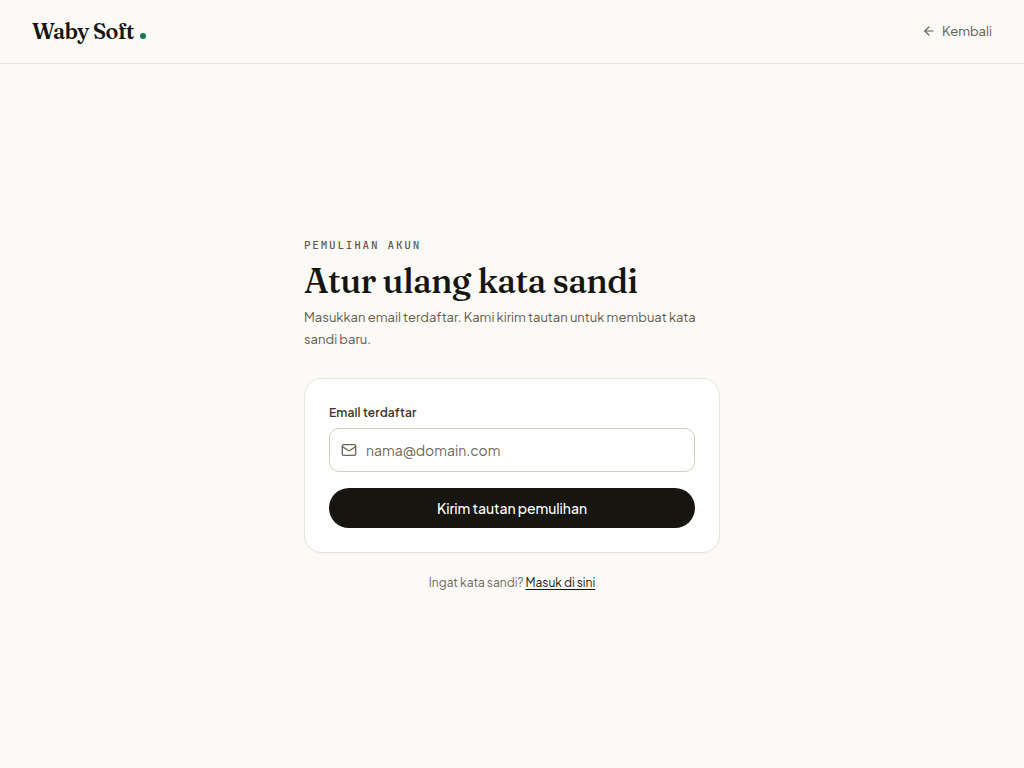 Waby Soft
Kembali
PEMULIHAN AKUN
Atur ulang kata sandi
Masukkan email terdaftar. Kami kirim tautan untuk membuat kata
sandi baru.
Email terdaftar
nama@domain.com
Kirim tautan pemulihan
Ingat kata sandi? Masuk di sini